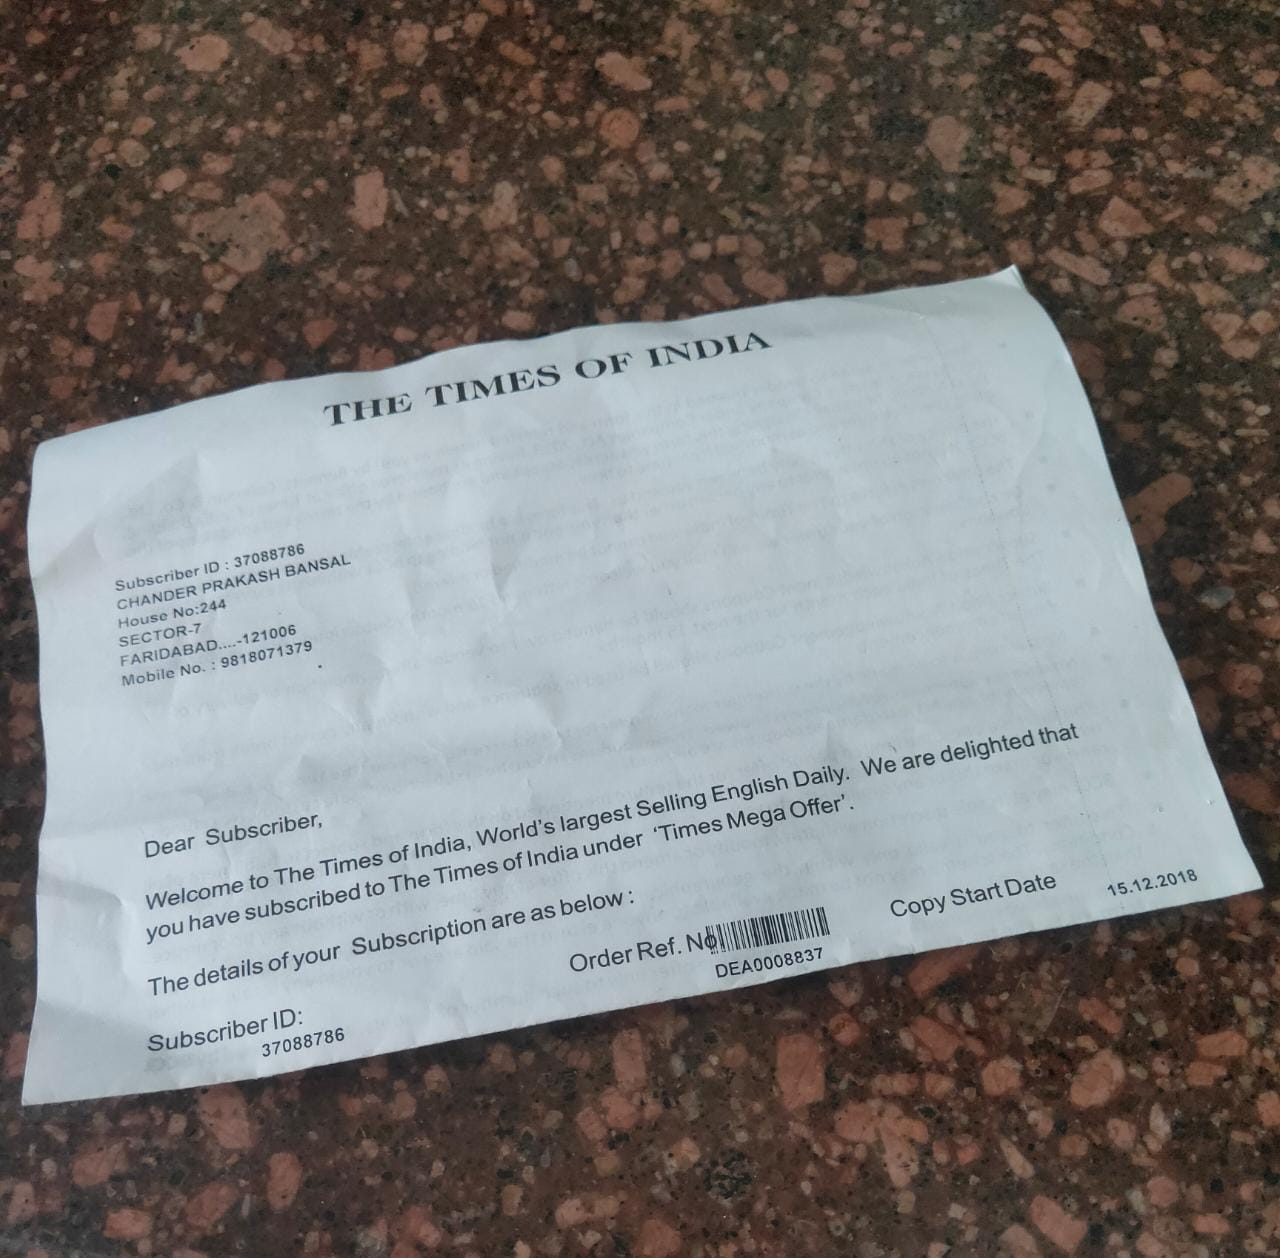 THE TIMES OF INDIA
Subscriber ID : 37088786
CHANDER PRAKASH BANSAL
House No:244
SECTOR-7
FARIDABAD....-121006
Mobile No. : 9818071379
Dear Subscriber,
Welcome to The Times of India, World's largest Selling English Daily. We are delighted that
you have subscribed to The Times of India under 'Times Mega Offer'.
The details of your Subscription are as below :
Subscriber ID:
37088786
Order Ref. No
DEA0008837
Copy Start Date
15.12.2018